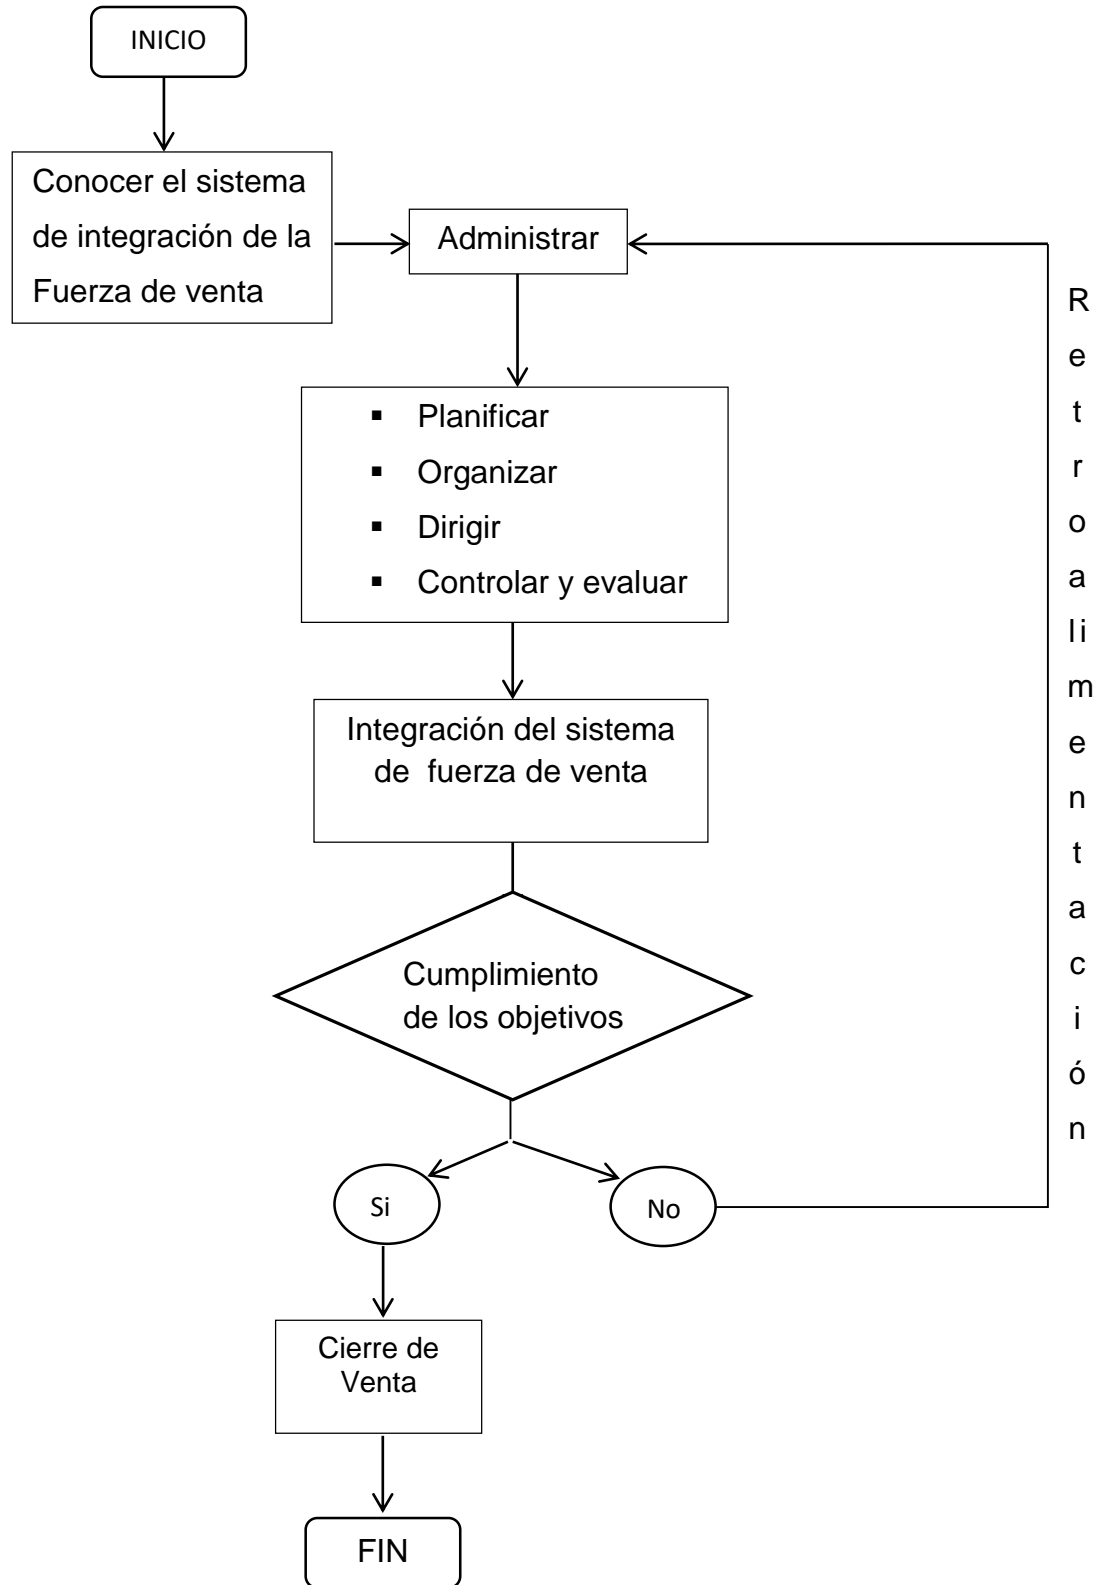 INICIO
Conocer el sistema
de integración de la
Fuerza de venta
Administrar
▪ Planificar
▪ Organizar
▪ Dirigir
▪ Controlar y evaluar
Integración del sistema
de fuerza de venta
Cumplimiento
de los objetivos
Si
No
Cierre de
Venta
FIN
R
e
t
r
o
a
li
m
e
n
t
a
c
i
ó
n